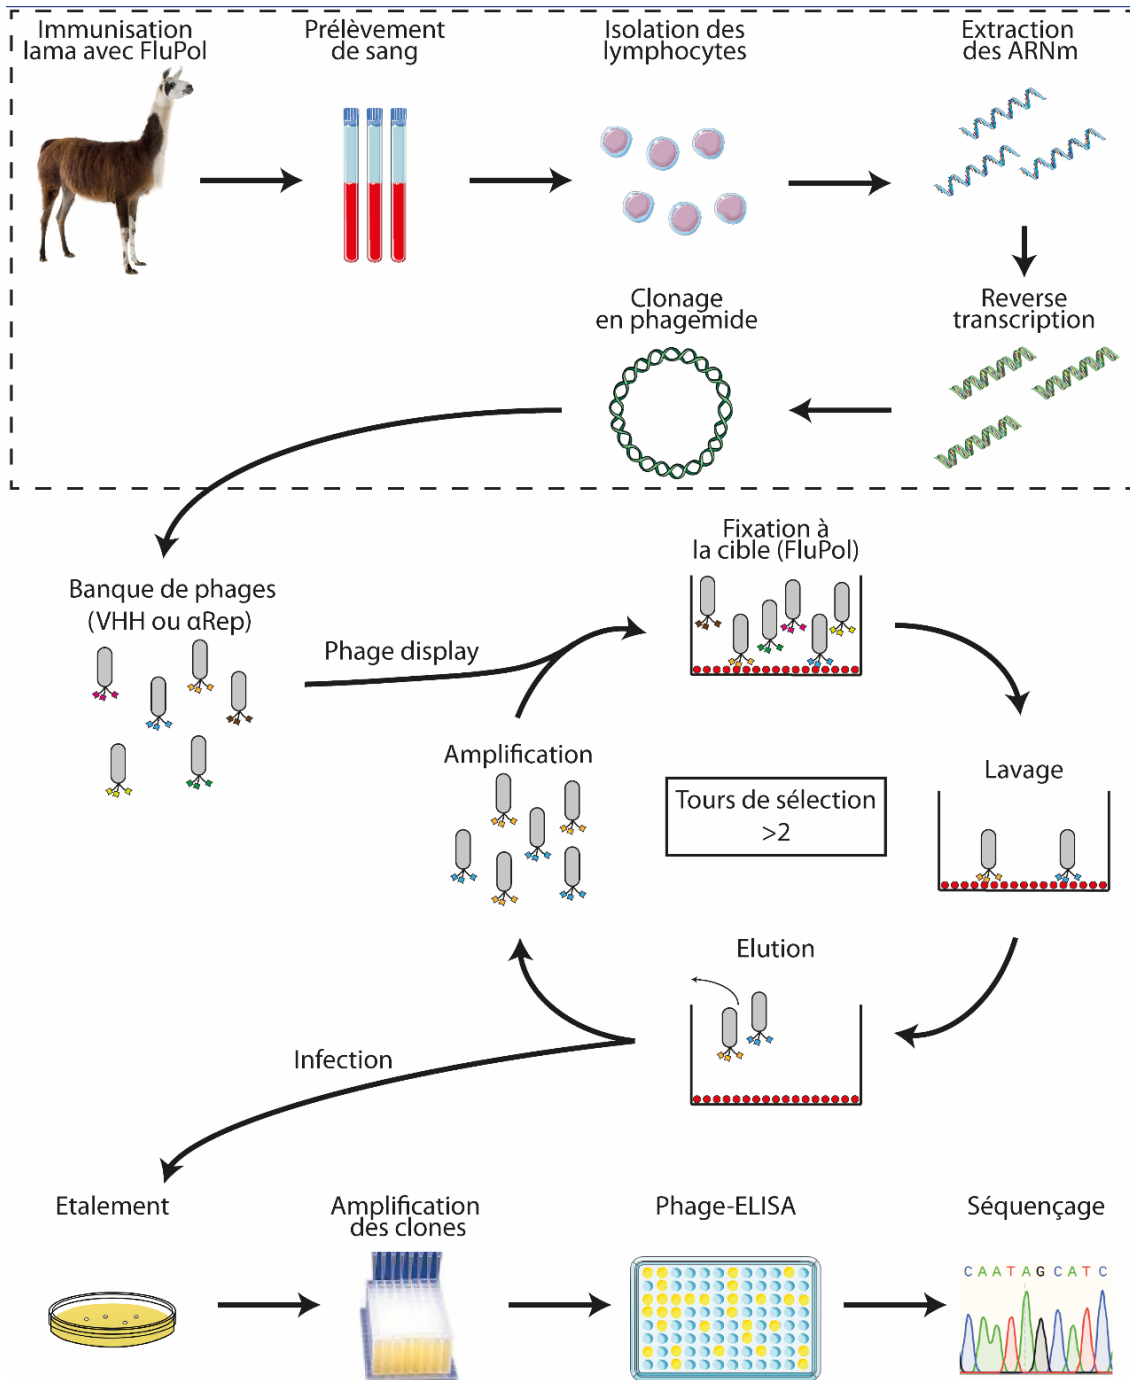 Immunisation
lama avec FluPol
Prélèvement
de sang
Isolation des
lymphocytes
Extraction
des ARNm
Clonage
en phagemide
Reverse
transcription
Banque de phages
(VHH ou αRep)
Phage display
Fixation à
la cible (FluPol)
Amplification
Tours de sélection
>2
Lavage
Elution
Infection
Etalement
Amplification
des clones
Phage-ELISA
Séquençage
C A A T A G C A T C